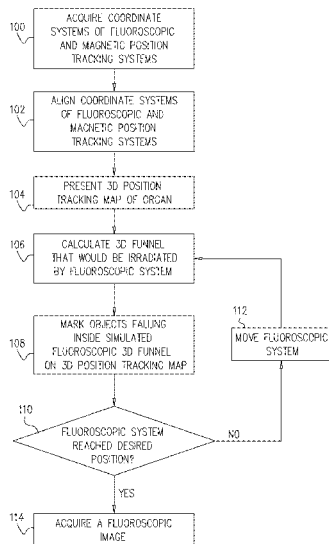 100
ACQUIRE COORDINATE
SYSTEMS OF FLUOROSCOPIC
AND MAGNETIC POSITION
TRACKING SYSTEMS
102
ALIGN COORDINATE SYSTEMS
OF FLUOROSCOPIC AND
MAGNETIC POSITION
TRACKING SYSTEMS
104
PRESENT 3D POSITION
TRACKING MAP OF ORGAN
106
CALCULATE 3D FUNNEL
THAT WOULD BE IRRADIATED
BY FLUOROSCOPIC SYSTEM
108
MARK OBJECTS FALLING
INSIDE SIMULATED
FLUOROSCOPIC 3D FUNNEL
ON 3D POSITION TRACKING MAP
112
MOVE FLUOROSCOPIC
SYSTEM
110
FLUOROSCOPIC SYSTEM
REACHED DESIRED
POSITION?
NO
YES
114
ACQUIRE A FLUOROSCOPIC
IMAGE